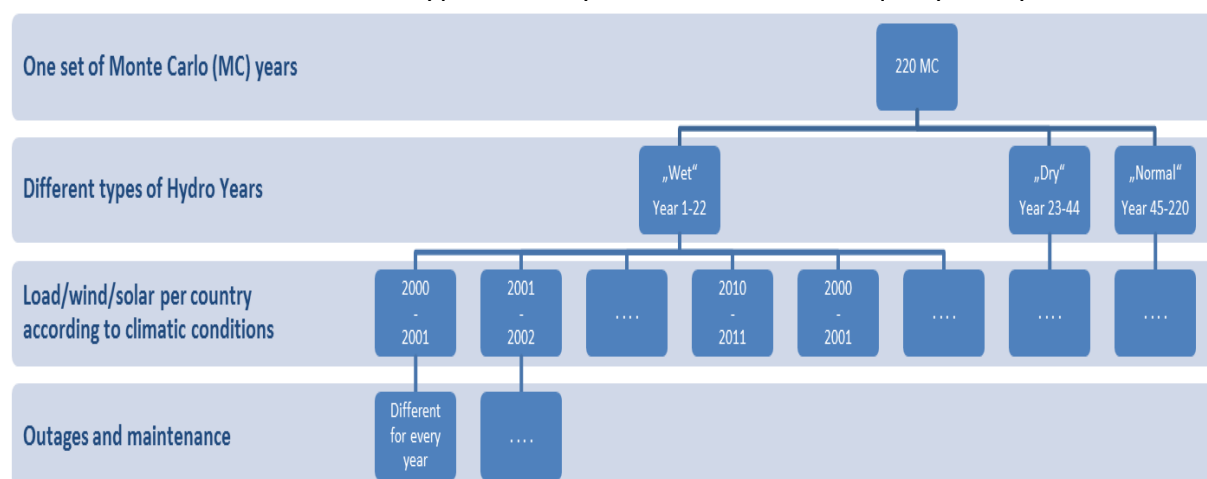 One set of Monte Carlo (MC) years
220 MC
Different types of Hydro Years
„Wet“
Year 1-22
„Dry“
Year 23-44
„Normal“
Year 45-220
Load/wind/solar per country
according to climatic conditions
2000
-
2001
2001
-
2002
. . . .
2010
-
2011
2000
-
2001
. . . .
. . . .
. . . .
Outages and maintenance
Different
for every
year
. . . .